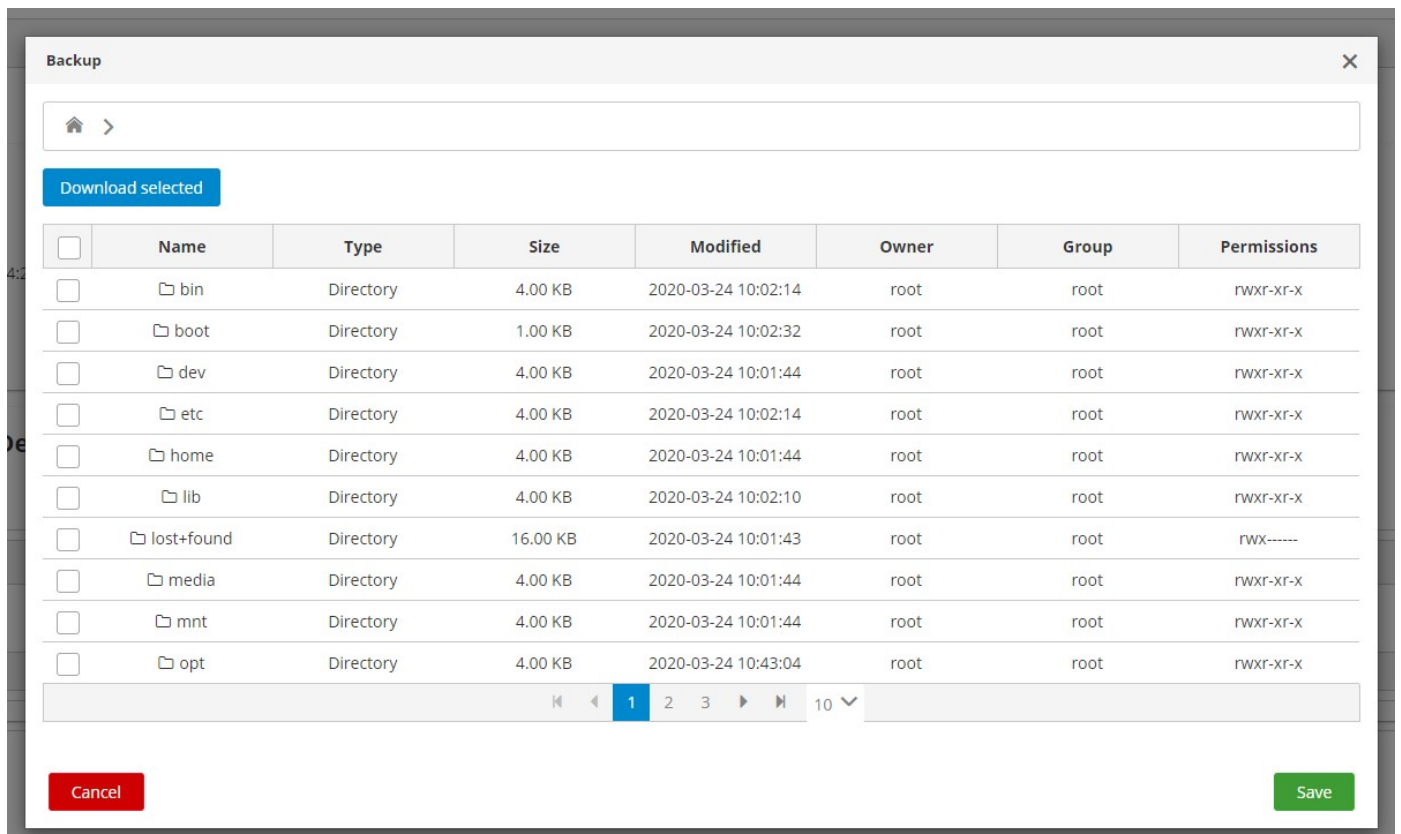 Backup
Download selected
Name Type Size Modified Owner Group Permissions
bin Directory 4.00 KB 2020-03-24 10:02:14 root root rwxr-xr-x
boot Directory 1.00 KB 2020-03-24 10:02:32 root root rwxr-xr-x
dev Directory 4.00 KB 2020-03-24 10:01:44 root root rwxr-xr-x
etc Directory 4.00 KB 2020-03-24 10:02:14 root root rwxr-xr-x
home Directory 4.00 KB 2020-03-24 10:01:44 root root rwxr-xr-x
lib Directory 4.00 KB 2020-03-24 10:02:10 root root rwxr-xr-x
lost+found Directory 16.00 KB 2020-03-24 10:01:43 root root rwx------
media Directory 4.00 KB 2020-03-24 10:01:44 root root rwxr-xr-x
mnt Directory 4.00 KB 2020-03-24 10:01:44 root root rwxr-xr-x
opt Directory 4.00 KB 2020-03-24 10:43:04 root root rwxr-xr-x
1 2 3 10
Cancel Save